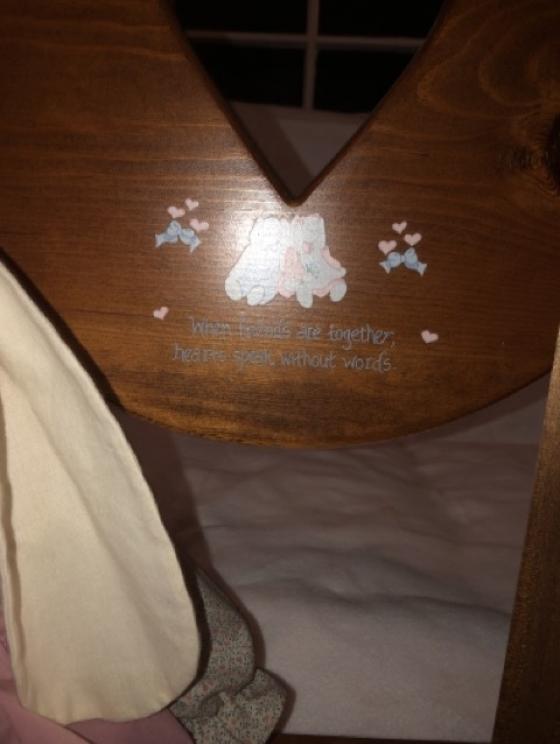 When friends are together,
hearts speak without words.